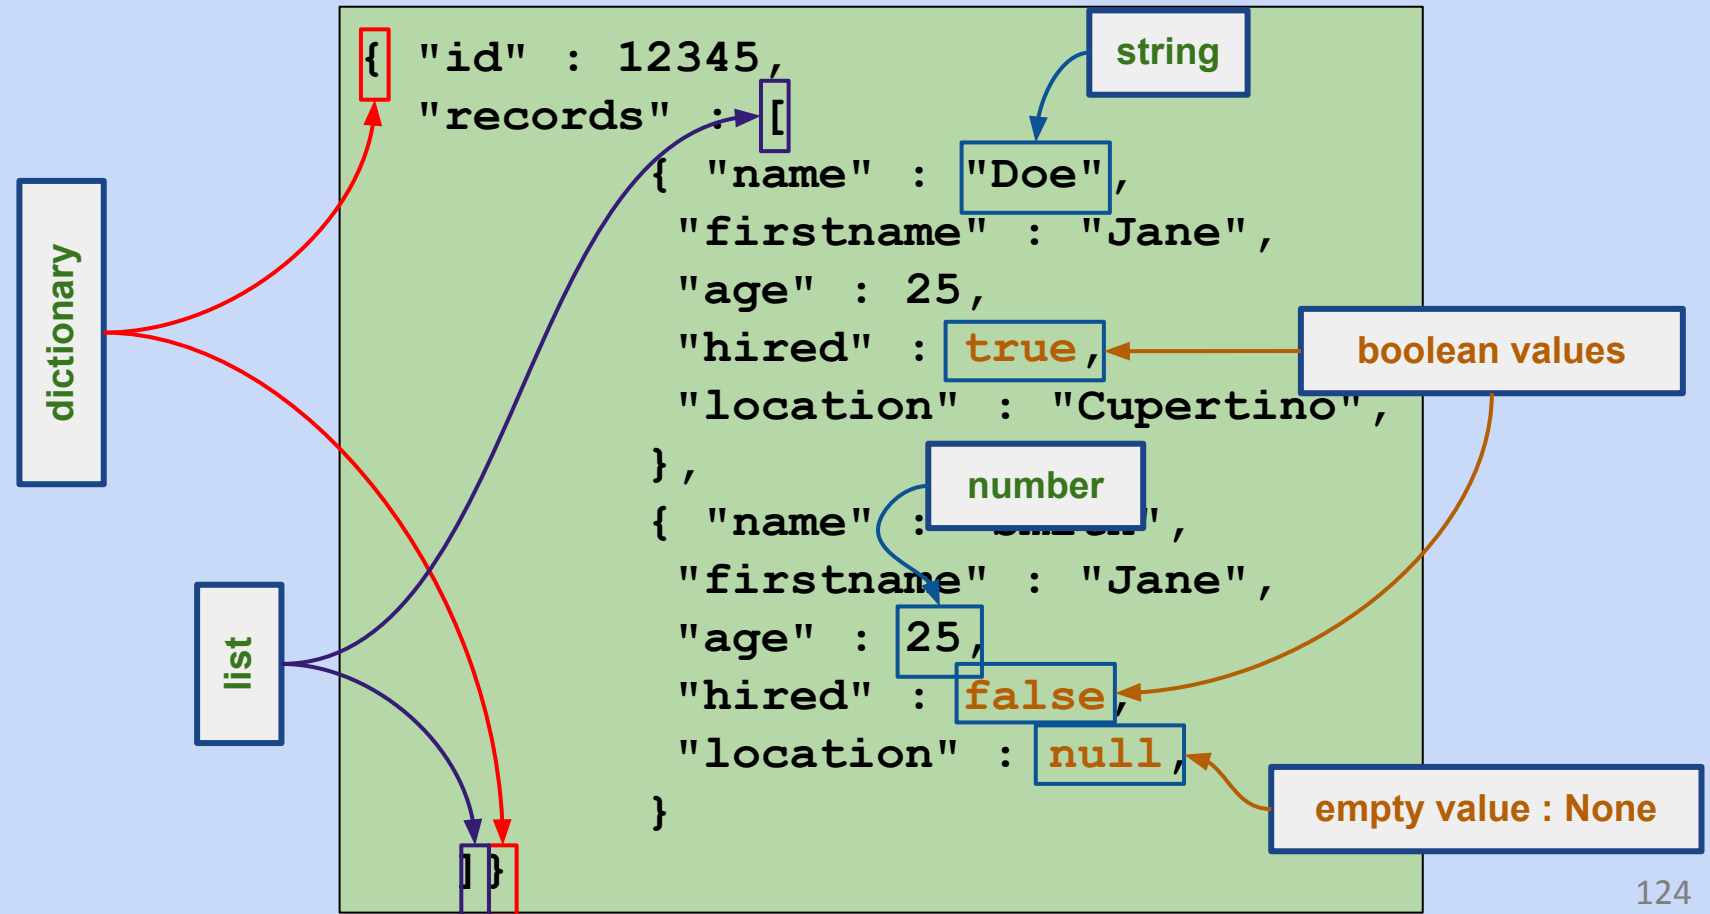 { "id" : 12345,
string
"records" : [
{ "name" : "Doe",
"firstname" : "Jane",
"age" : 25,
dictionary
"hired" : true,
boolean values
"location" : "Cupertino",
},
number
{ "name" : ",
"firstname" : "Jane",
"age" : 25,
list
"hired" : false,
"location" : null,
}
empty value : None
]}
124